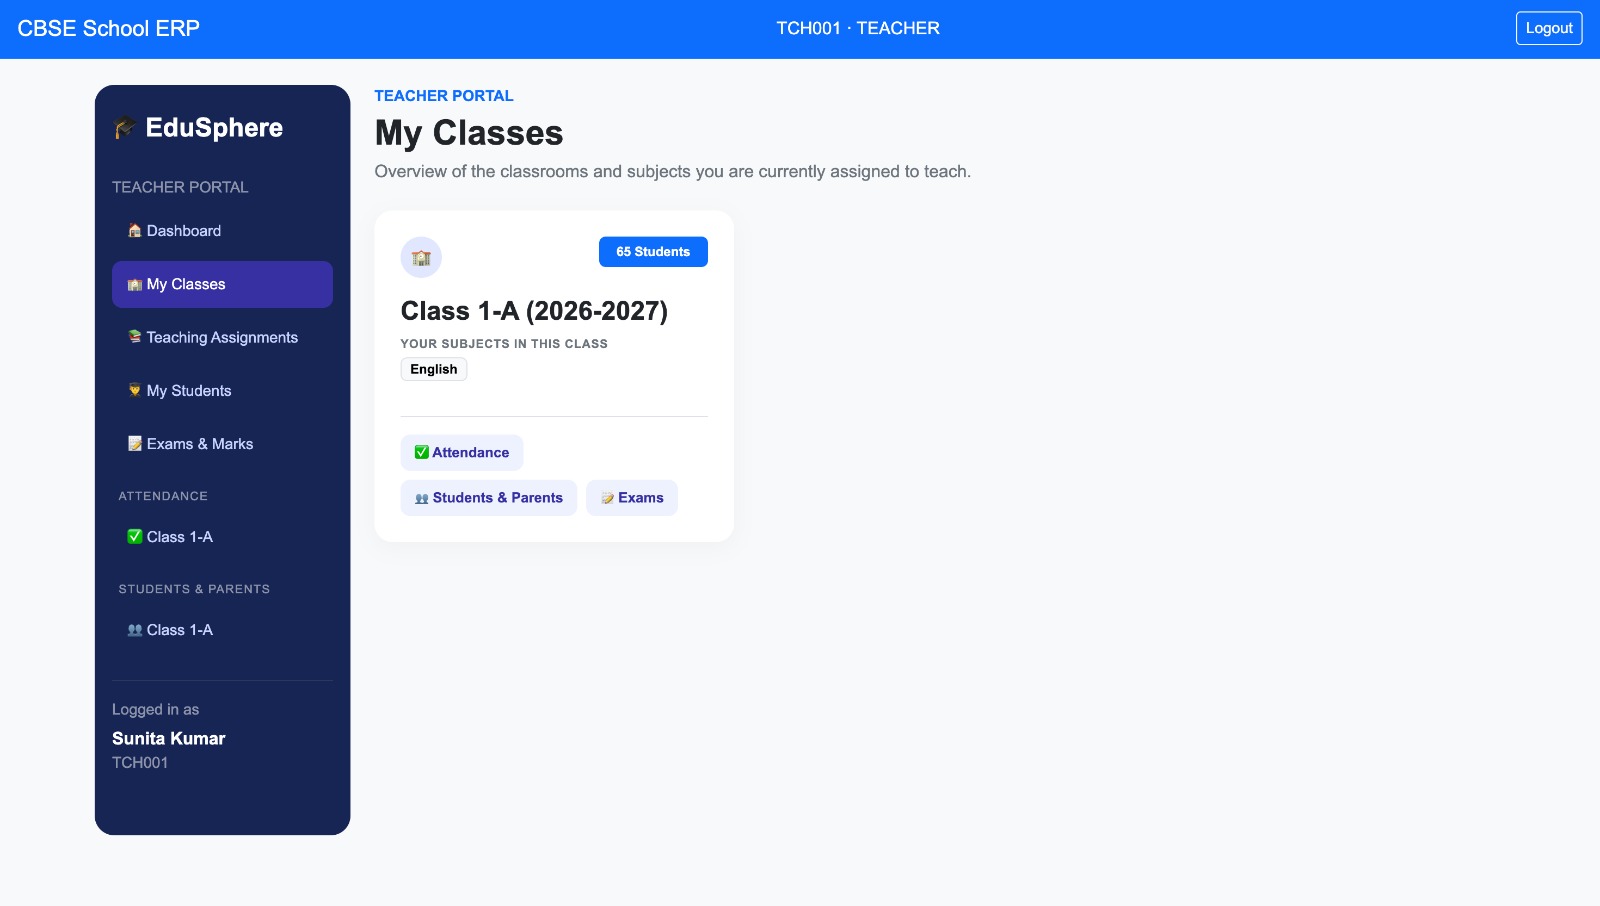 CBSE School ERP
TCH001 · TEACHER
Logout
EduSphere
TEACHER PORTAL
Dashboard
My Classes
Teaching Assignments
My Students
Exams & Marks
ATTENDANCE
Class 1-A
STUDENTS & PARENTS
Class 1-A
Logged in as
Sunita Kumar
TCH001
TEACHER PORTAL
My Classes
Overview of the classrooms and subjects you are currently assigned to teach.
65 Students
Class 1-A (2026-2027)
YOUR SUBJECTS IN THIS CLASS
English
Attendance
Students & Parents
Exams